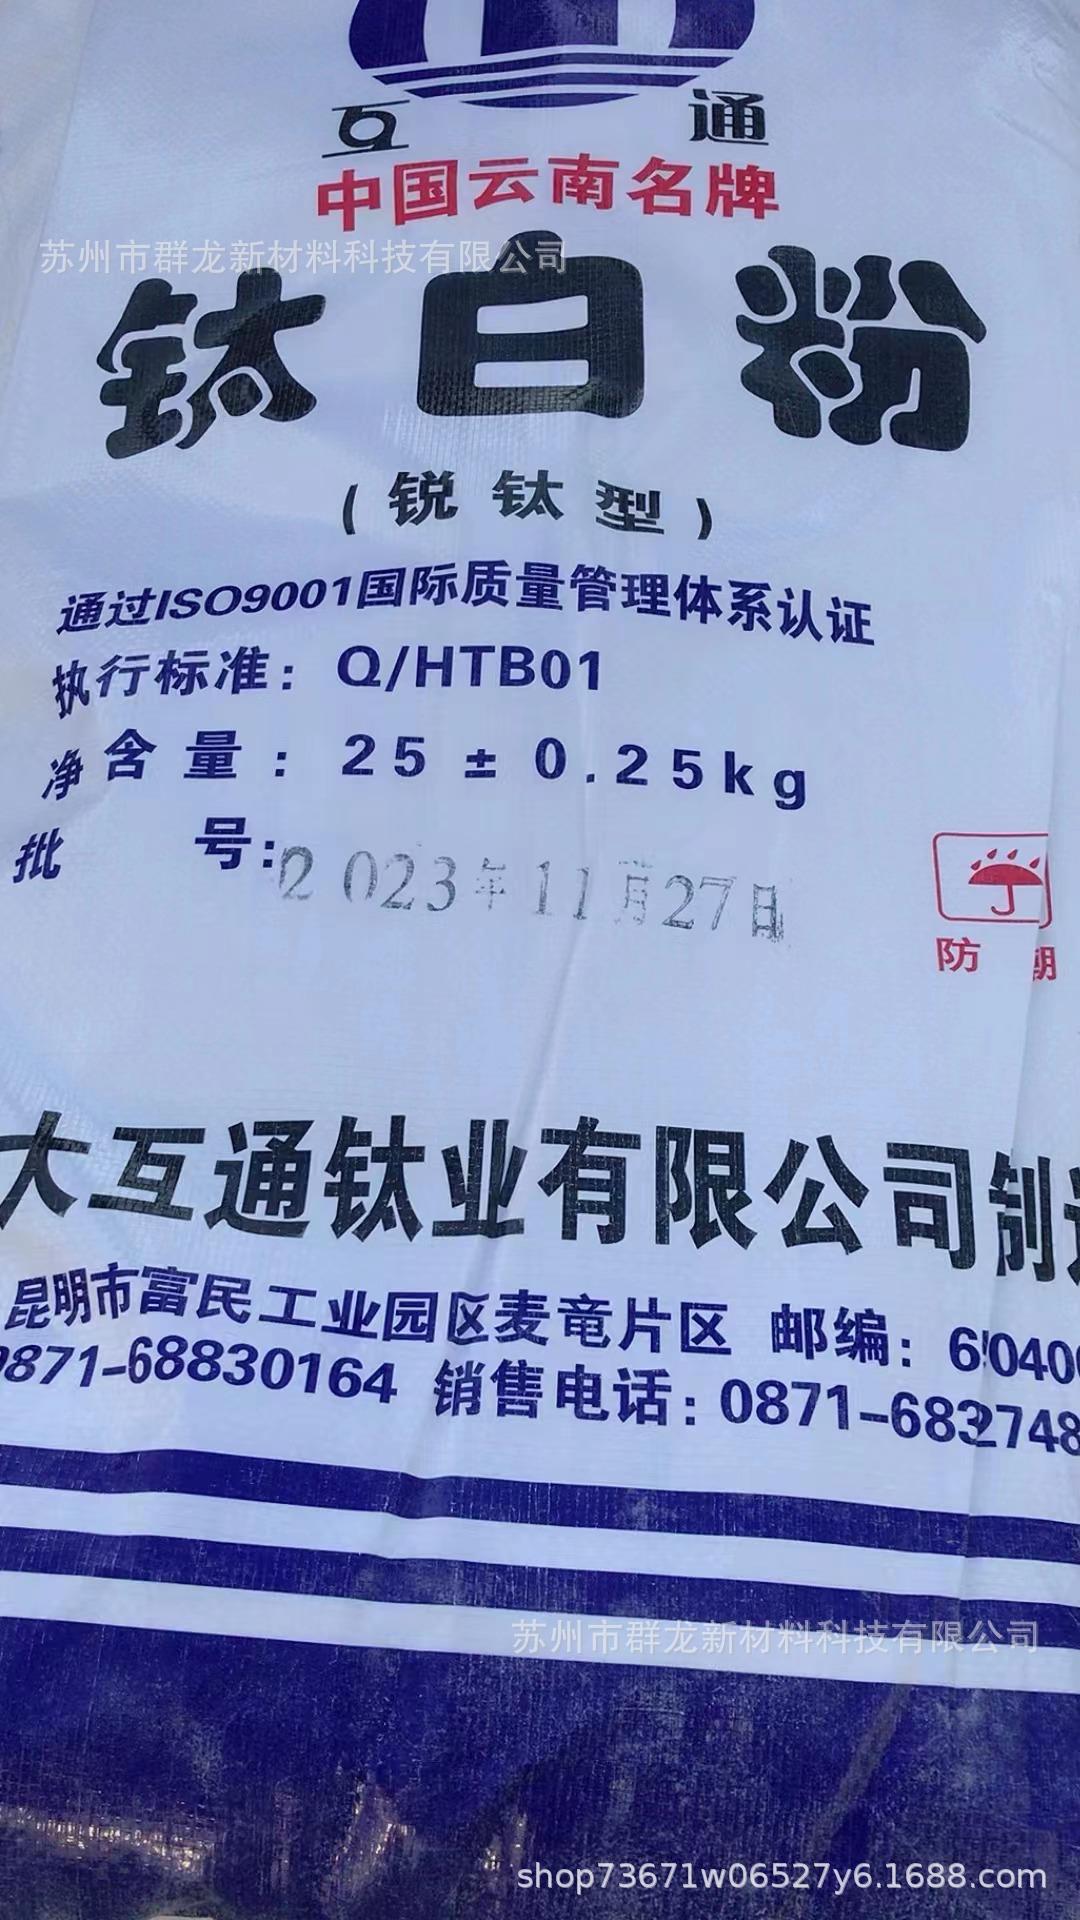 互 通
中国云南名牌
苏州市群龙新材料科技有限公司
钛白粉
(锐钛型)
通过ISO9001国际质量管理体系认证
执行标准：Q/HTB01
净含量：25±0.25kg
批 号：2023年11月27日
防 潮
大互通钛业有限公司制造
昆明市富民工业园区麦竜片区 邮编：650400
0871-68830164 销售电话：0871-6832748
苏州市群龙新材料科技有限公司
shop73671w06527y6.1688.com